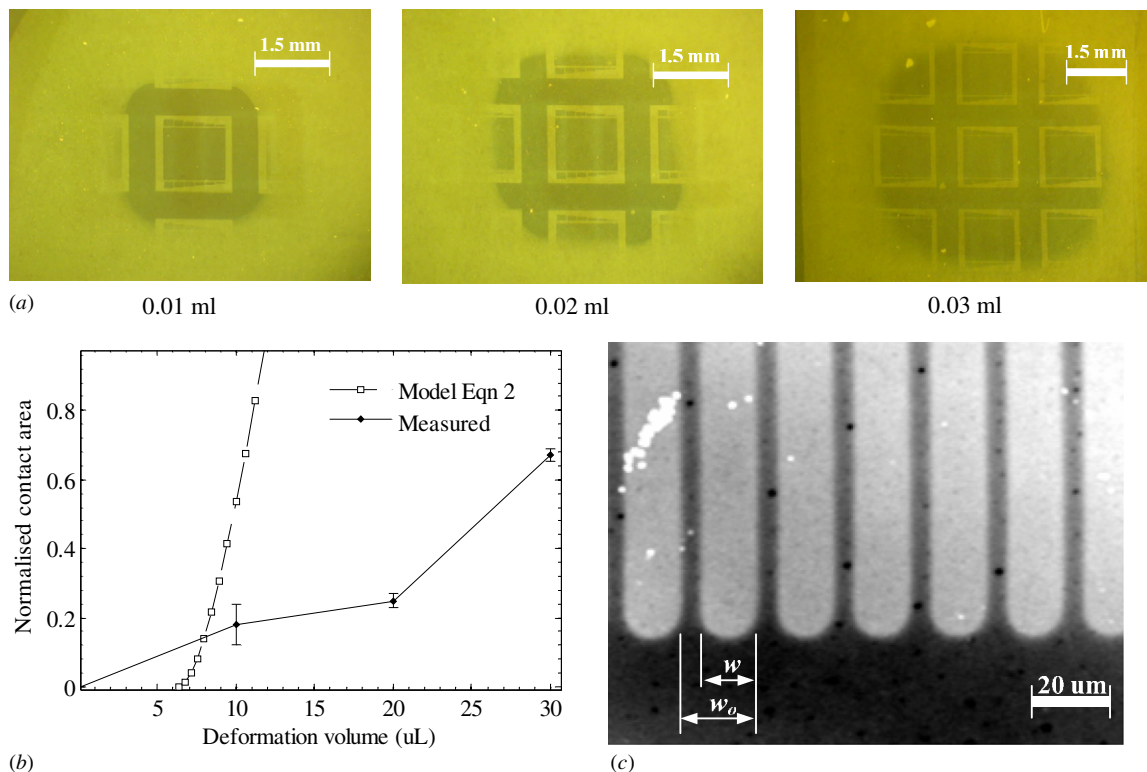 1.5 mm
1.5 mm
1.5 mm
(a)
0.01 ml
0.02 ml
0.03 ml
Model Eqn 2
Measured
Normalised contact area
0.8
0.6
0.4
0.2
0
5 10 15 20 25 30
Deformation volume (uL)
(b)
w
wₒ
20 um
(c)